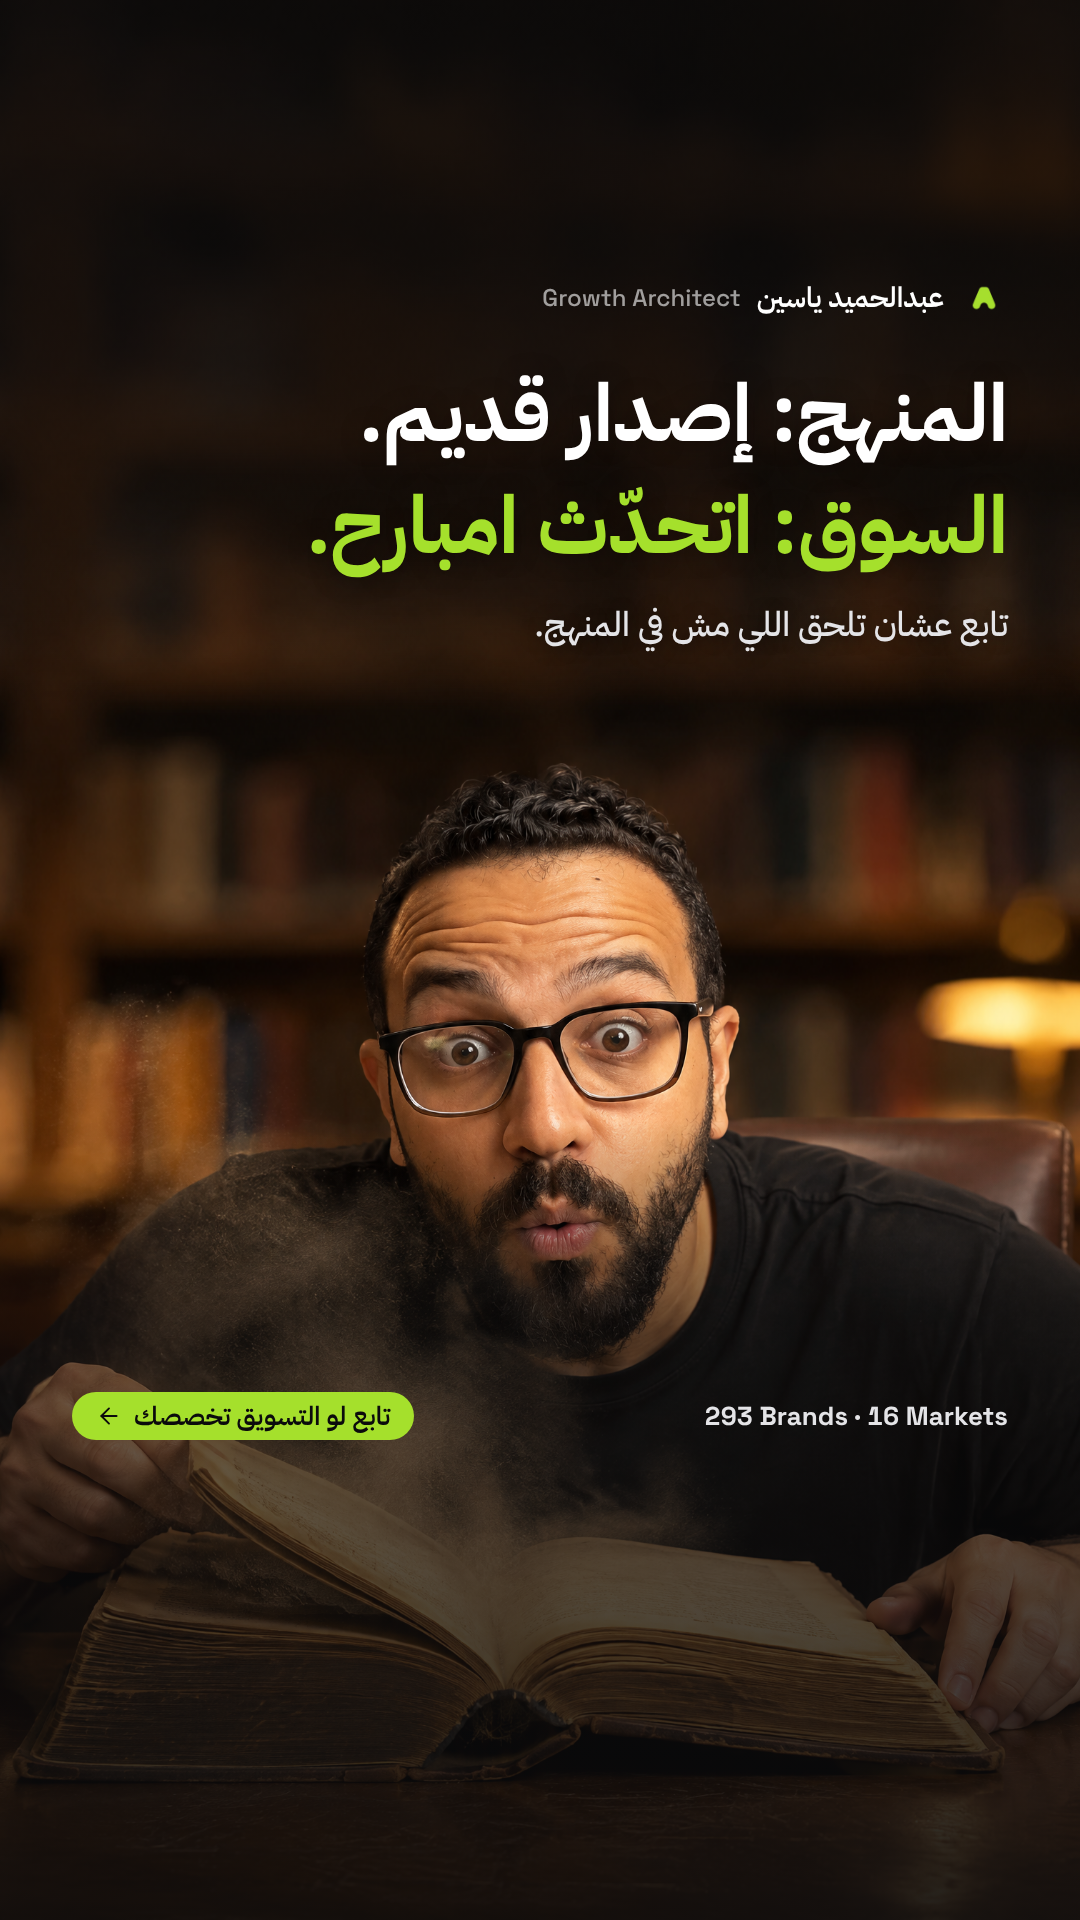 عبدالحميد ياسين Growth Architect
المنهج: إصدار قديم.
السوق: اتحدّث امبارح.
تابع عشان تلحق اللي مش في المنهج.
293 Brands · 16 Markets
تابع لو التسويق تخصصك ←